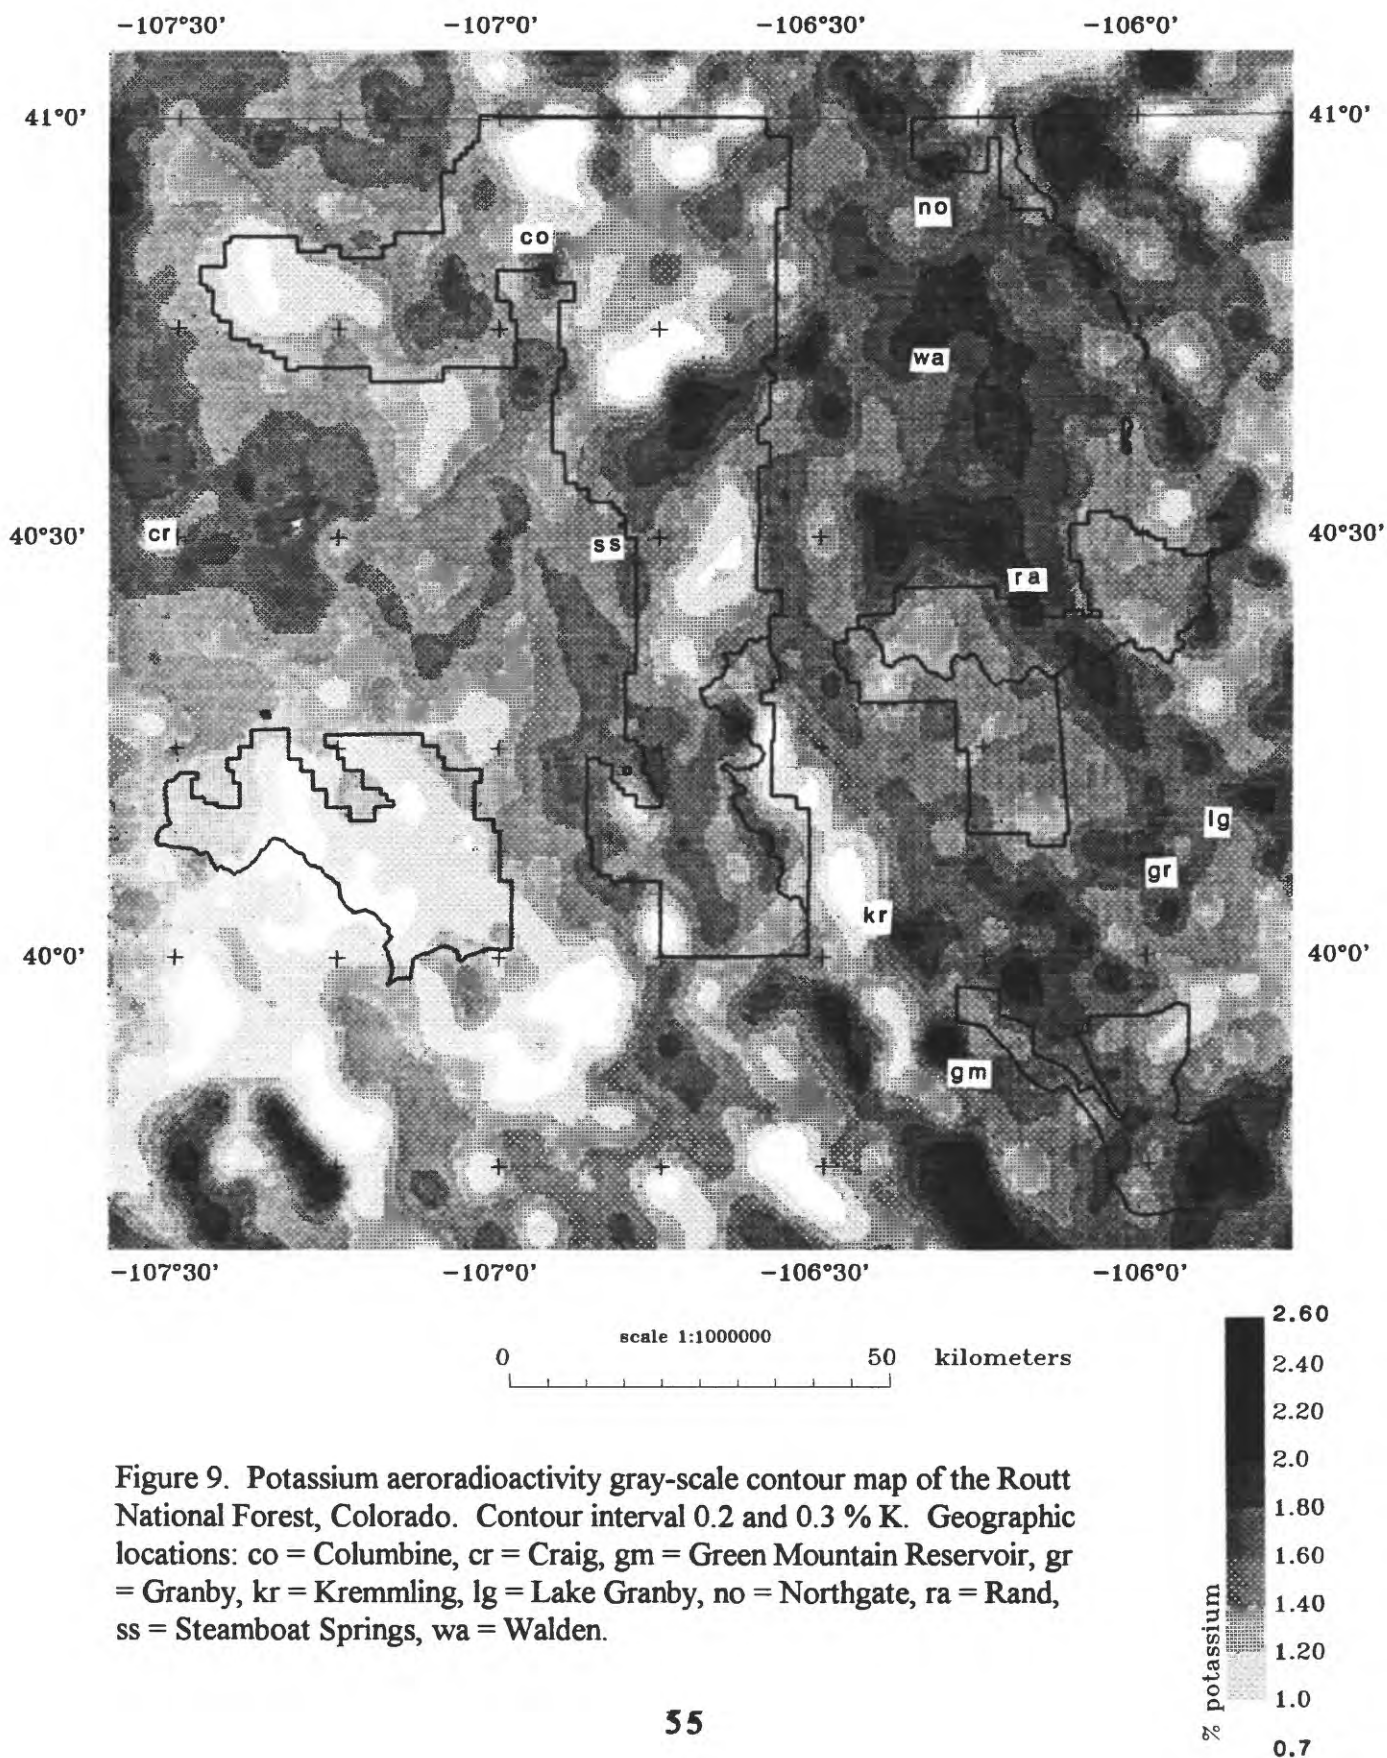 -107°30' -107°0' -106°30' -106°0'
41°0' 41°0'
no
co
wa
40°30' cr ss 40°30'
ra
lg
gr
kr
40°0' 40°0'
gm
-107°30' -107°0' -106°30' -106°0'
scale 1:1000000
0 50 kilometers
2.60
2.40
2.20
2.0
1.80
1.60
1.40
1.20
1.0
0.7
% potassium
Figure 9. Potassium aeroradioactivity gray-scale contour map of the Routt
National Forest, Colorado. Contour interval 0.2 and 0.3 % K. Geographic
locations: co = Columbine, cr = Craig, gm = Green Mountain Reservoir, gr
= Granby, kr = Kremmling, lg = Lake Granby, no = Northgate, ra = Rand,
ss = Steamboat Springs, wa = Walden.
55